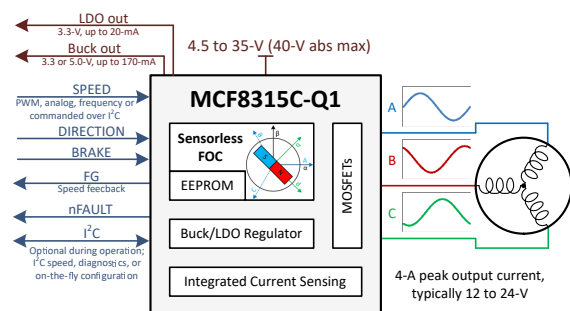 LDO out
3.3-V, up to 20-mA
Buck out
3.3 or 5.0-V, up to 170-mA
4.5 to 35-V (40-V abs max)
SPEED
PWM, analog, frequency or
commanded over I²C
DIRECTION
BRAKE
FG
Speed feecback
nFAULT
I²C
Optional during operation;
I²C speed, diagnostics, or
on-the-fly configuration
MCF8315C-Q1
Sensorless
FOC
EEPROM
β
A
α
S
N
MOSFETs
Buck/LDO Regulator
Integrated Current Sensing
A
B
C
4-A peak output current,
typically 12 to 24-V